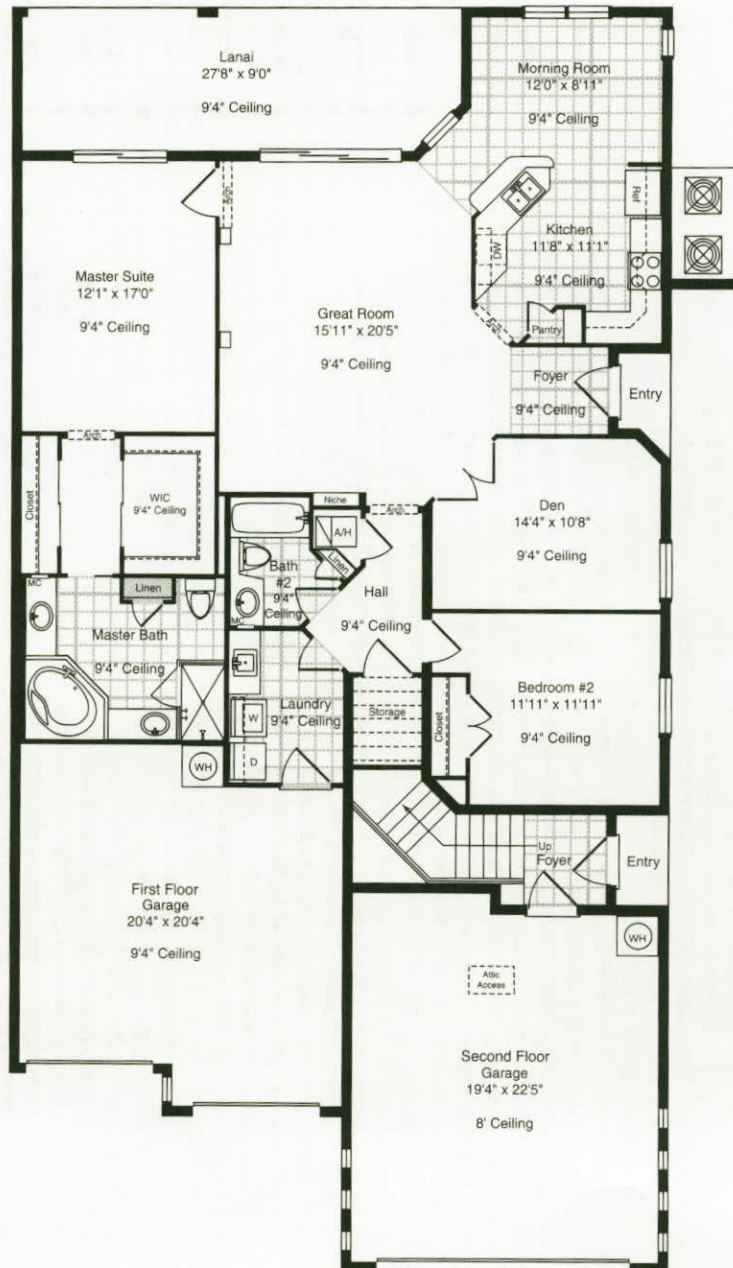 Lanai
27'8" x 9'0"
9'4" Ceiling
Morning Room
12'0" x 8'11"
9'4" Ceiling
Arch
Ref
Kitchen
11'8" x 11'1"
9'4" Ceiling
DW
Master Suite
12'1" x 17'0"
9'4" Ceiling
Great Room
15'11" x 20'5"
9'4" Ceiling
Arch
Pantry
Foyer
9'4" Ceiling
Entry
Arch
Closet
WIC
9'4" Ceiling
Niche
Arch
Den
14'4" x 10'8"
9'4" Ceiling
A/H
Linen
Bath
#2
9'4"
Ceiling
MC
Hall
9'4" Ceiling
MC
Linen
Master Bath
9'4" Ceiling
Laundry
9'4" Ceiling
W
D
Storage
Closet
Bedroom #2
11'11" x 11'11"
9'4" Ceiling
WH
Up
Foyer
Entry
First Floor
Garage
20'4" x 20'4"
9'4" Ceiling
WH
Attic
Access
Second Floor
Garage
19'4" x 22'5"
8' Ceiling